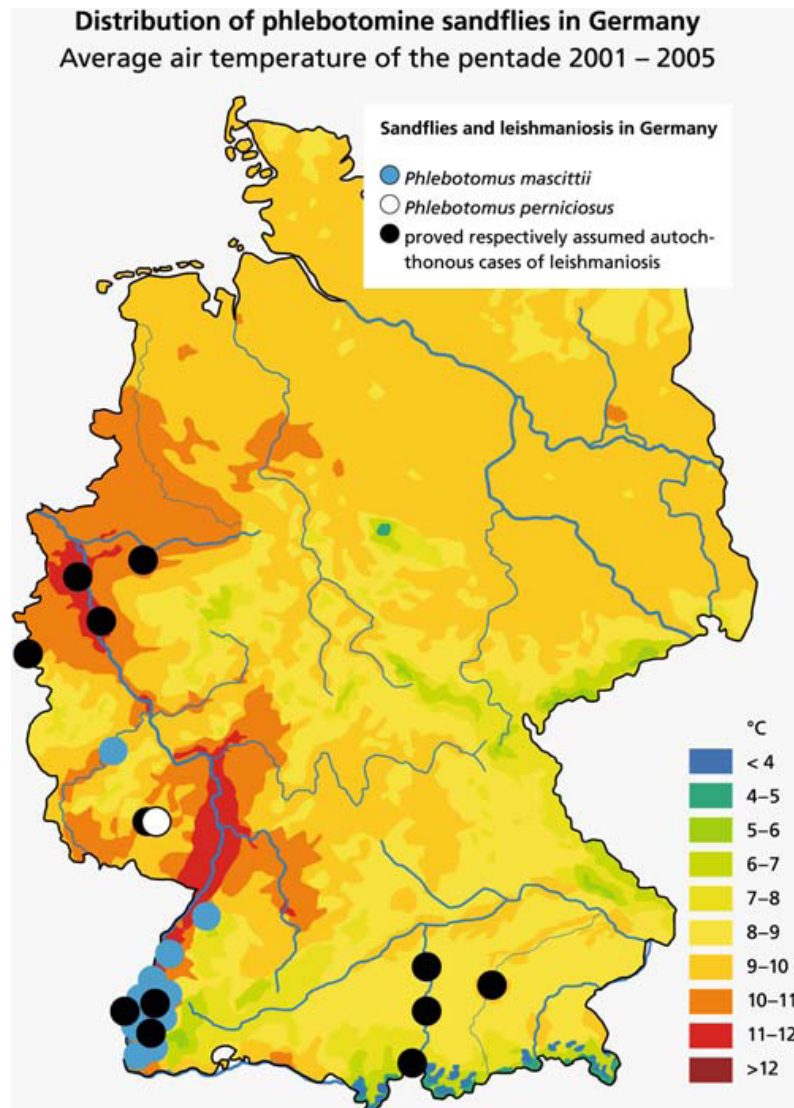 Distribution of phlebotomine sandflies in Germany
Average air temperature of the pentade 2001 – 2005
Sandflies and leishmaniosis in Germany
Phlebotomus mascittii
Phlebotomus perniciosus
proved respectively assumed autoch-
thonous cases of leishmaniosis
°C
< 4
4–5
5–6
6–7
7–8
8–9
9–10
10–11
11–12
>12